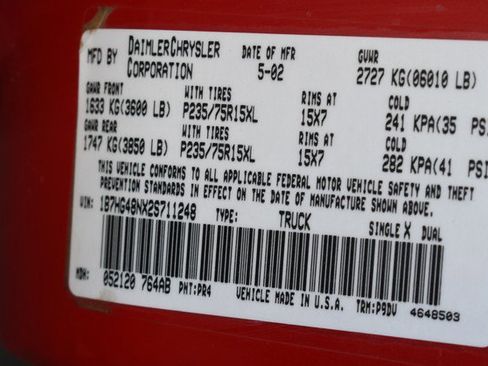 MFD BY DAIMLERCHRYSLER CORPORATION DATE OF MFR 5-02 GVWR 2727 KG(06010 LB)
GAWR FRONT WITH TIRES RIMS AT COLD
1633 KG(3600 LB) P235/75R15XL 15X7 241 KPA(35 PSI
GAWR REAR WITH TIRES RIMS AT COLD
1747 KG(3850 LB) P235/75R15XL 15X7 282 KPA(41 PSI
THIS VEHICLE CONFORMS TO ALL APPLICABLE FEDERAL MOTOR VEHICLE SAFETY AND THEFT
PREVENTION STANDARDS IN EFFECT ON THE DATE OF MANUFACTURE SHOWN ABOVE.
VIN: 1B7HG48NX2S711248 TYPE: TRUCK SINGLE X DUAL
MDH: 052120 764AB PNT:PR4 VEHICLE MADE IN U.S.A. TRM:P9DV 4648503